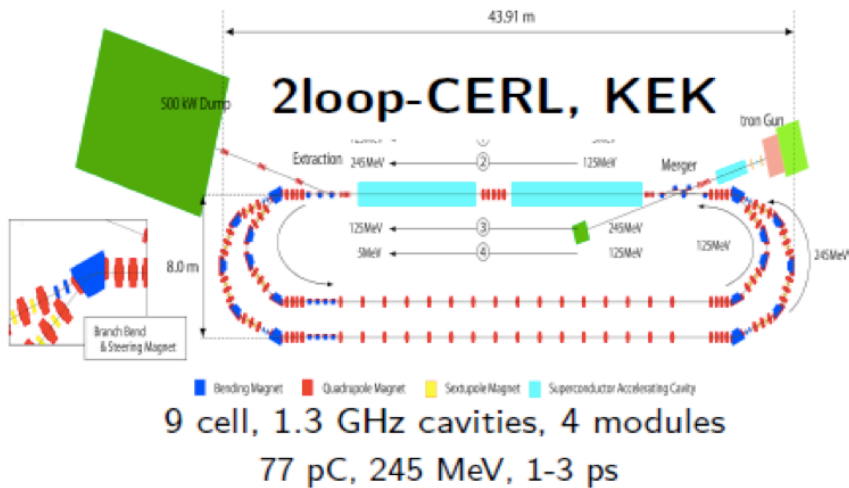 43.91 m
2loop-CERL, KEK
500 kW Dump
tron Gun
Extraction
245MeV ② 125MeV
Merger
125MeV ③ 245MeV
5MeV ④ 125MeV
125MeV
245MeV
8.0 m
Branch Bend
& Steering Magnet
Bending Magnet Quadrupole Magnet Sextupole Magnet Superconductor Accelerating Cavity
9 cell, 1.3 GHz cavities, 4 modules
77 pC, 245 MeV, 1-3 ps